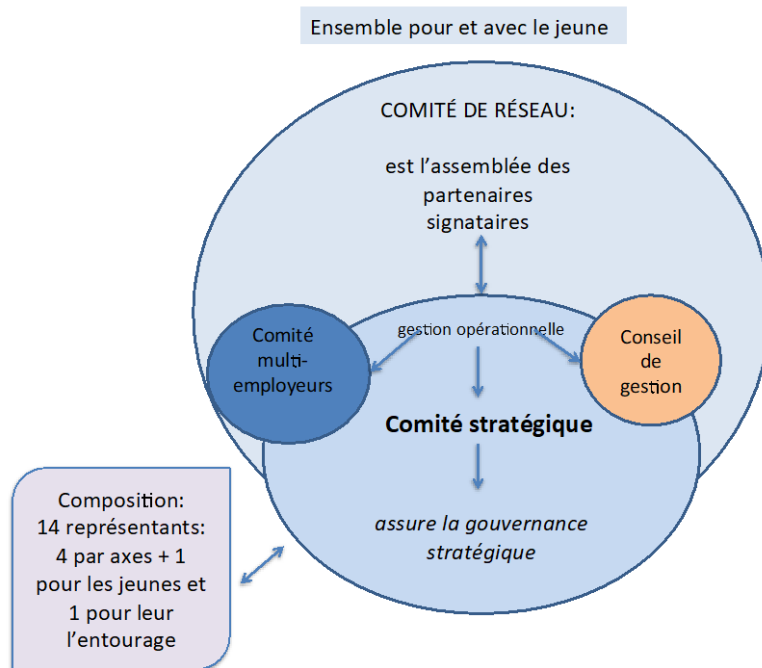 Ensemble pour et avec le jeune
COMITÉ DE RÉSEAU:
est l’assemblée des
partenaires
signataires
gestion opérationnelle
Comité
multi-
employeurs
Conseil
de
gestion
Comité stratégique
assure la gouvernance
stratégique
Composition:
14 représentants:
4 par axes + 1
pour les jeunes et
1 pour leur
l’entourage